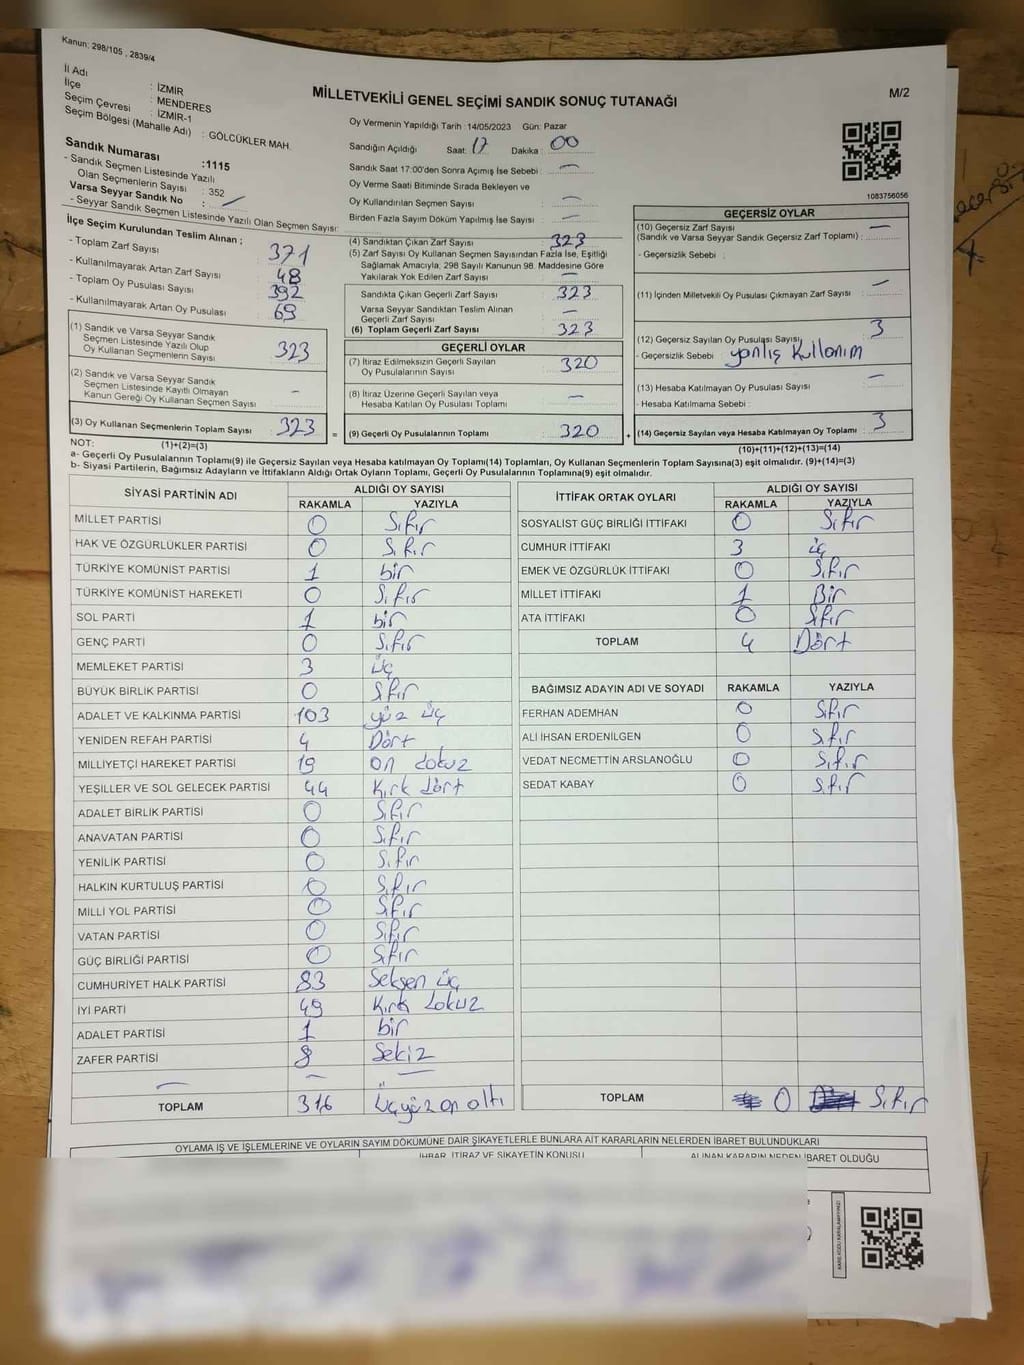 Kanun: 298/105 , 2839/4
İl Adı : İZMİR
İlçe : MENDERES
Seçim Çevresi : İZMİR-1
Seçim Bölgesi (Mahalle Adı) : GÖLCÜKLER MAH.
MİLLETVEKİLİ GENEL SEÇİMİ SANDIK SONUÇ TUTANAĞI
M/2
Oy Vermenin Yapıldığı Tarih : 14/05/2023 Gün: Pazar
Sandığın Açıldığı Saat: 17 Dakika : 00
Sandık Saat 17:00'den Sonra Açımış İse Sebebi : —
Oy Verme Saati Bitiminde Sırada Bekleyen ve
Oy Kullandırılan Seçmen Sayısı : —
Birden Fazla Sayım Döküm Yapılmış İse Sayısı : —
1083756056
Sandık Numarası :1115
- Sandık Seçmen Listesinde Yazılı
Olan Seçmenlerin Sayısı : 352
Varsa Seyyar Sandık No :
- Seyyar Sandık Seçmen Listesinde Yazılı Olan Seçmen Sayısı:
İlçe Seçim Kurulundan Teslim Alınan ;
- Toplam Zarf Sayısı : 371
- Kullanılmayarak Artan Zarf Sayısı : 48
- Toplam Oy Pusulası Sayısı : 392
- Kullanılmayarak Artan Oy Pusulası : 69
(1) Sandık ve Varsa Seyyar Sandık
Seçmen Listesinde Yazılı Olup
Oy Kullanan Seçmenlerin Sayısı : 323
(2) Sandık ve Varsa Seyyar Sandık
Seçmen Listesinde Kayıtlı Olmayan
Kanun Gereği Oy Kullanan Seçmen Sayısı : —
(3) Oy Kullanan Seçmenlerin Toplam Sayısı : 323
(4) Sandıktan Çıkan Zarf Sayısı : 323
(5) Zarf Sayısı Oy Kullanan Seçmen Sayısından Fazla İse, Eşitliği
Sağlamak Amacıyla, 298 Sayılı Kanunun 98. Maddesine Göre
Yakılarak Yok Edilen Zarf Sayısı : —
Sandıkta Çıkan Geçerli Zarf Sayısı : 323
Varsa Seyyar Sandıktan Teslim Alınan
Geçerli Zarf Sayısı : —
(6) Toplam Geçerli Zarf Sayısı : 323
GEÇERLİ OYLAR
(7) İtiraz Edilmeksizin Geçerli Sayılan
Oy Pusulalarının Sayısı : 320
(8) İtiraz Üzerine Geçerli Sayılan veya
Hesaba Katılan Oy Pusulası Toplamı : —
= (9) Geçerli Oy Pusulalarının Toplamı : 320
GEÇERSİZ OYLAR
(10) Geçersiz Zarf Sayısı
(Sandık ve Varsa Seyyar Sandık Geçersiz Zarf Toplamı) : —
- Geçersizlik Sebebi :
(11) İçinden Milletvekili Oy Pusulası Çıkmayan Zarf Sayısı : —
(12) Geçersiz Sayılan Oy Pusulası Sayısı : 3
- Geçersizlik Sebebi : yanlış kullanım
(13) Hesaba Katılmayan Oy Pusulası Sayısı : —
- Hesaba Katılmama Sebebi :
+ (14) Geçersiz Sayılan veya Hesaba Katılmayan Oy Toplamı : 3
NOT: (1)+(2)=(3)
(10)+(11)+(12)+(13)=(14)
a- Geçerli Oy Pusulalarının Toplamı(9) ile Geçersiz Sayılan veya Hesaba katılmayan Oy Toplamı(14) Toplamları, Oy Kullanan Seçmenlerin Toplam Sayısına(3) eşit olmalıdır. (9)+(14)=(3)
b- Siyasi Partilerin, Bağımsız Adayların ve İttifakların Aldığı Ortak Oyların Toplamı, Geçerli Oy Pusulalarının Toplamına(9) eşit olmalıdır.
SİYASİ PARTİNİN ADI ALDIĞI OY SAYISI
RAKAMLA YAZIYLA
MİLLET PARTİSİ 0 Sıfır
HAK VE ÖZGÜRLÜKLER PARTİSİ 0 Sıfır
TÜRKİYE KOMÜNİST PARTİSİ 1 bir
TÜRKİYE KOMÜNİST HAREKETİ 0 Sıfır
SOL PARTİ 1 bir
GENÇ PARTİ 0 Sıfır
MEMLEKET PARTİSİ 3 üç
BÜYÜK BİRLİK PARTİSİ 0 Sıfır
ADALET VE KALKINMA PARTİSİ 103 yüz üç
YENİDEN REFAH PARTİSİ 4 Dört
MİLLİYETÇİ HAREKET PARTİSİ 19 on dokuz
YEŞİLLER VE SOL GELECEK PARTİSİ 44 Kırk dört
ADALET BİRLİK PARTİSİ 0 Sıfır
ANAVATAN PARTİSİ 0 Sıfır
YENİLİK PARTİSİ 0 Sıfır
HALKIN KURTULUŞ PARTİSİ 0 Sıfır
MİLLİ YOL PARTİSİ 0 Sıfır
VATAN PARTİSİ 0 Sıfır
GÜÇ BİRLİĞİ PARTİSİ 0 Sıfır
CUMHURİYET HALK PARTİSİ 83 Seksen üç
İYİ PARTİ 49 Kırk dokuz
ADALET PARTİSİ 1 bir
ZAFER PARTİSİ 8 Sekiz
— — —
TOPLAM 316 üçyüz on altı
İTTİFAK ORTAK OYLARI ALDIĞI OY SAYISI
RAKAMLA YAZIYLA
SOSYALİST GÜÇ BİRLİĞİ İTTİFAKI 0 Sıfır
CUMHUR İTTİFAKI 3 üç
EMEK VE ÖZGÜRLÜK İTTİFAKI 0 Sıfır
MİLLET İTTİFAKI 1 Bir
ATA İTTİFAKI 0 Sıfır
TOPLAM 4 Dört
BAĞIMSIZ ADAYIN ADI VE SOYADI RAKAMLA YAZIYLA
FERHAN ADEMHAN 0 Sıfır
ALİ İHSAN ERDENİLGEN 0 Sıfır
VEDAT NECMETTİN ARSLANOĞLU 0 Sıfır
SEDAT KABAY 0 Sıfır
TOPLAM 0 Sıfır
OYLAMA İŞ VE İŞLEMLERİNE VE OYLARIN SAYIM DÖKÜMÜNE DAİR ŞİKAYETLERLE BUNLARA AİT KARARLARIN NELERDEN İBARET BULUNDUKLARI
İHBAR, İTİRAZ VE ŞİKAYETİN KONUSU ALINAN KARARIN NEDEN İBARET OLDUĞU